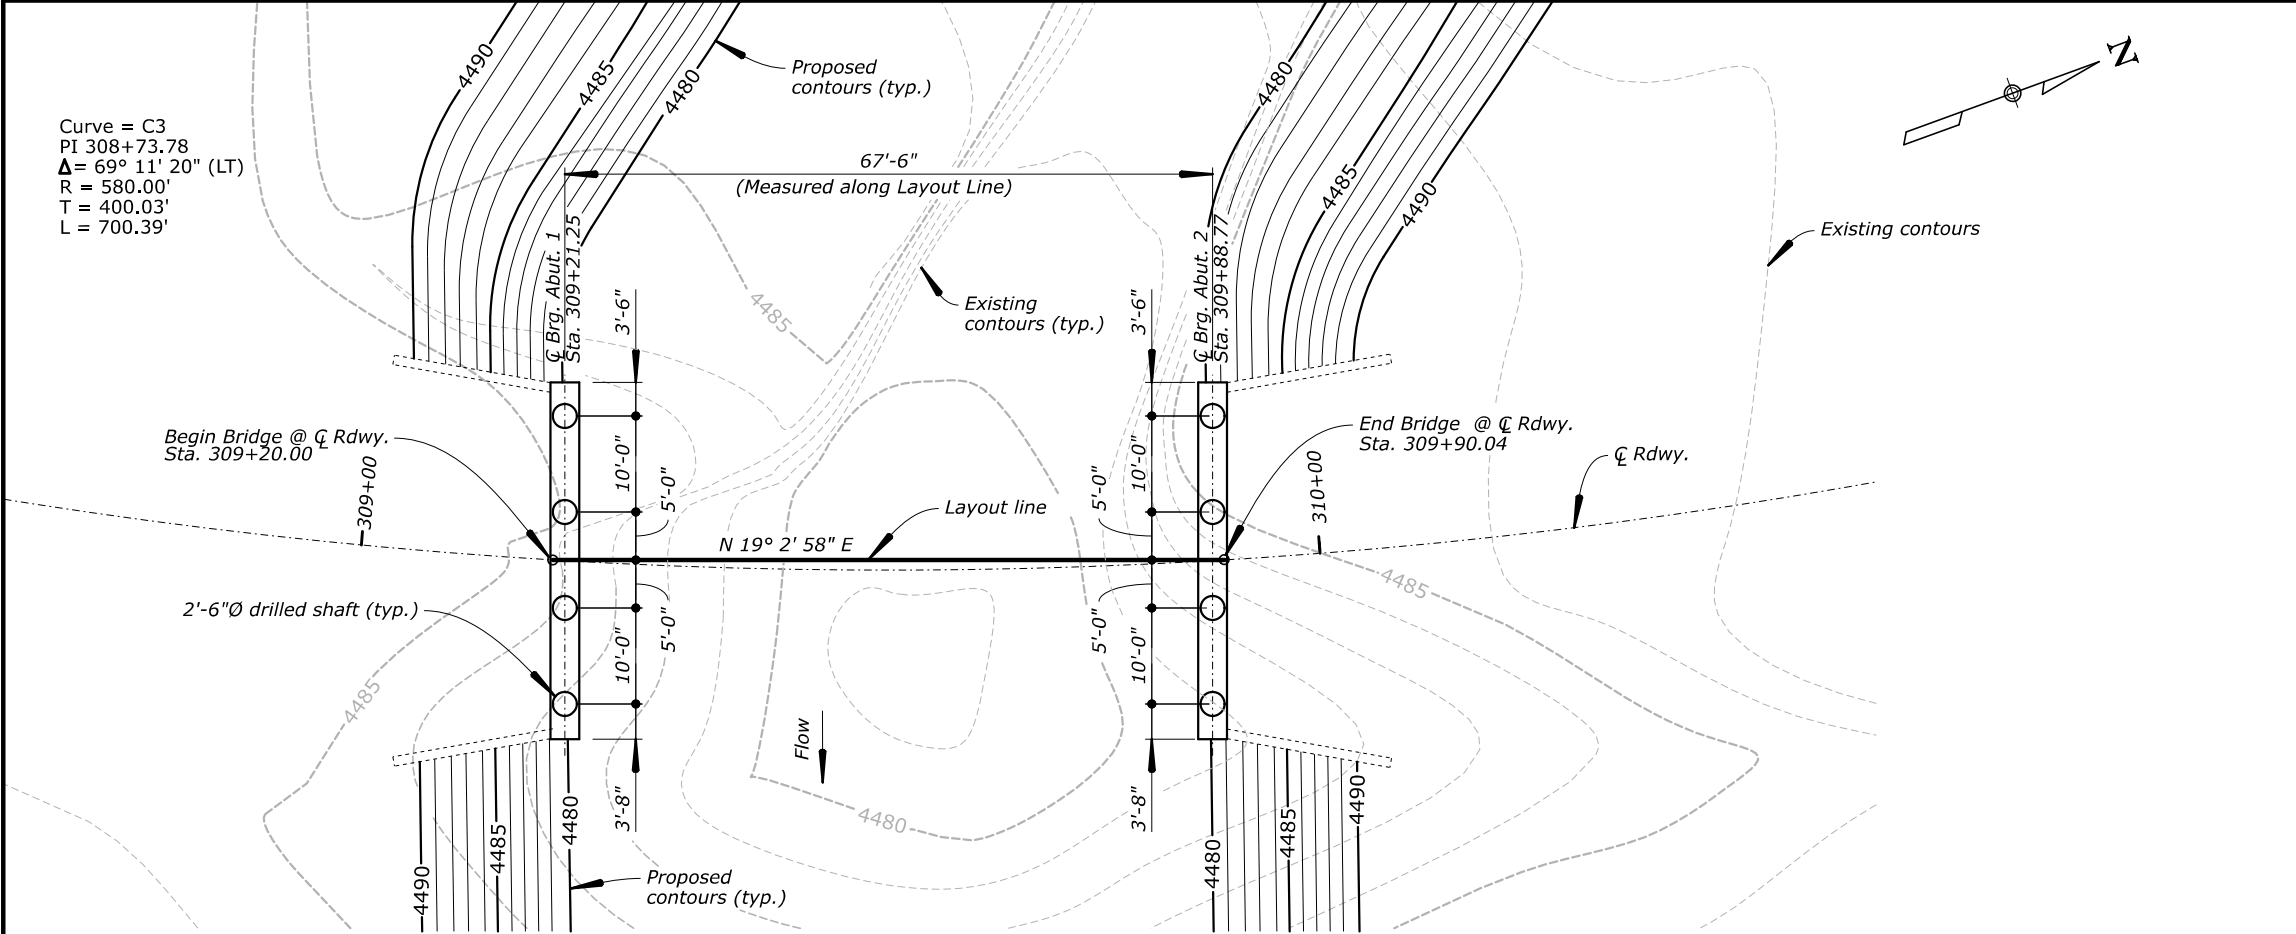 4490
4485
4480
Proposed
contours (typ.)
4480
4485
4490
N
Curve = C3
PI 308+73.78
Δ= 69° 11' 20" (LT)
R = 580.00'
T = 400.03'
L = 700.39'
67'-6"
(Measured along Layout Line)
℄ Brg. Abut. 1
Sta. 309+21.25
3'-6"
4485
Existing
contours (typ.)
3'-6"
℄ Brg. Abut. 2
Sta. 309+88.77
Existing contours
Begin Bridge @ ℄ Rdwy.
Sta. 309+20.00
309+00
10'-0"
5'-0"
Layout line
N 19° 2' 58" E
5'-0"
10'-0"
End Bridge @ ℄ Rdwy.
Sta. 309+90.04
310+00
℄ Rdwy.
2'-6"Ø drilled shaft (typ.)
10'-0"
5'-0"
5'-0"
10'-0"
4485
4485
Flow
4480
3'-8"
3'-8"
4490
4485
4480
Proposed
contours (typ.)
4480
4485
4490